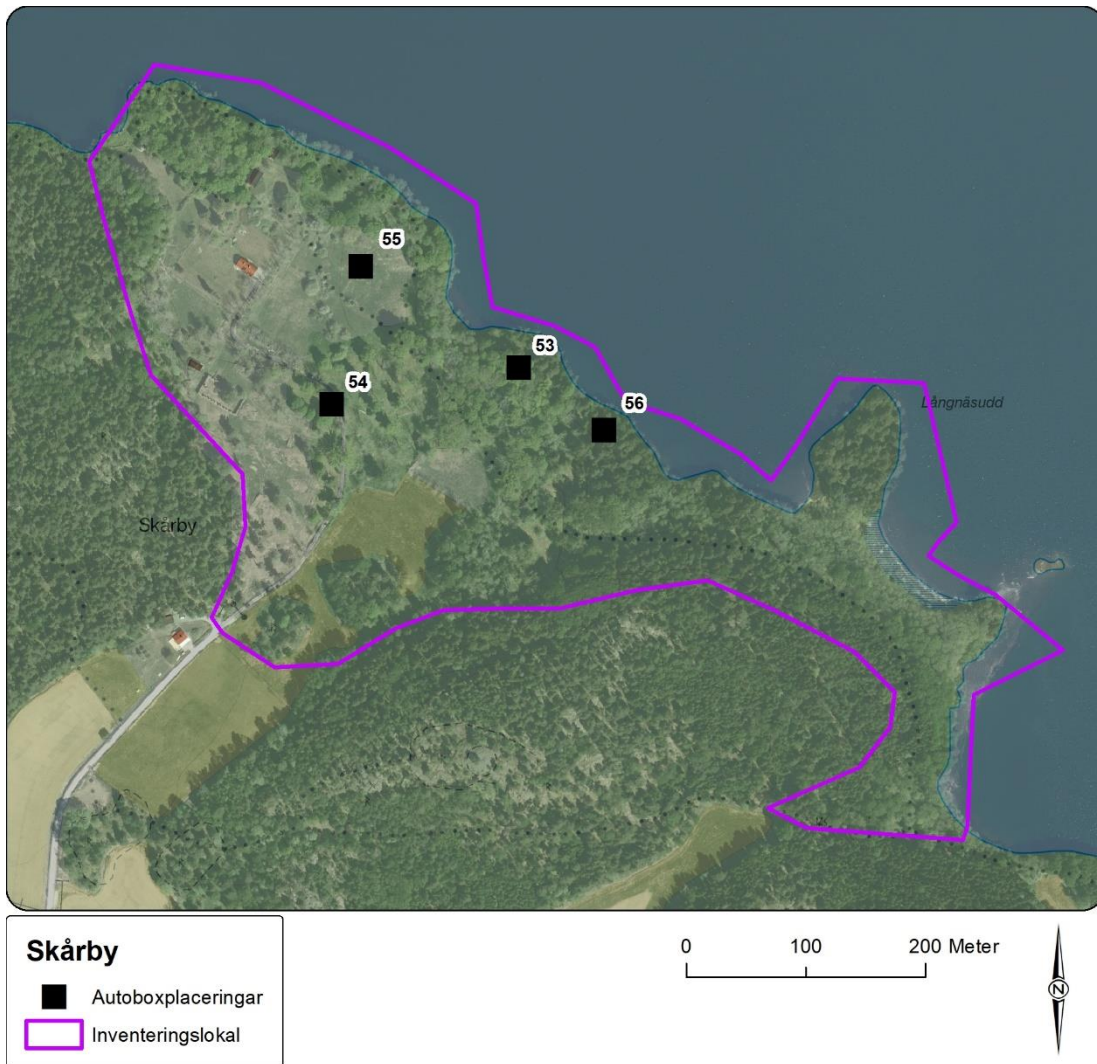 55
53
54
56
Långnäsudd
Skårby
Skårby
0 100 200 Meter
Autoboxplaceringar
Inventeringslokal
N